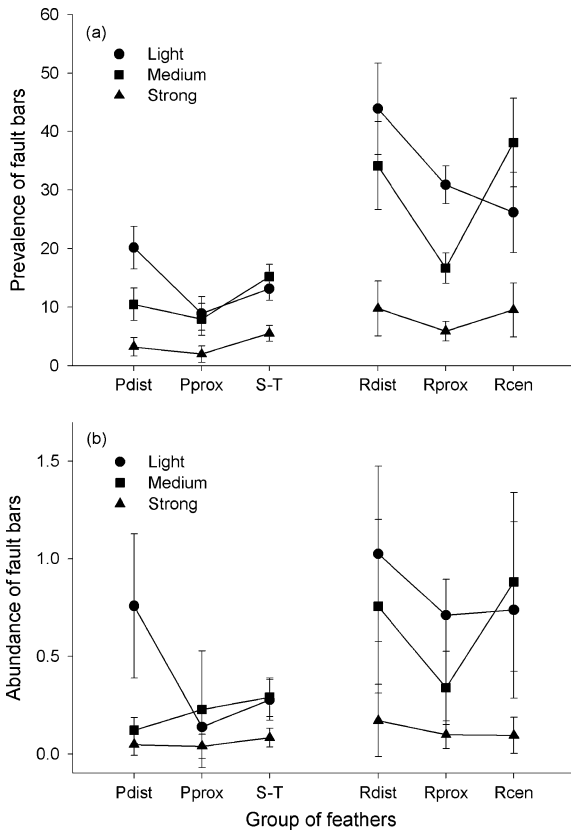 (a)
Light
Medium
Strong
Prevalence of fault bars
60
50
40
30
20
10
0
Pdist Pprox S-T Rdist Rprox Rcen
(b)
Light
Medium
Strong
Abundance of fault bars
1.5
1.0
0.5
0.0
Pdist Pprox S-T Rdist Rprox Rcen
Group of feathers